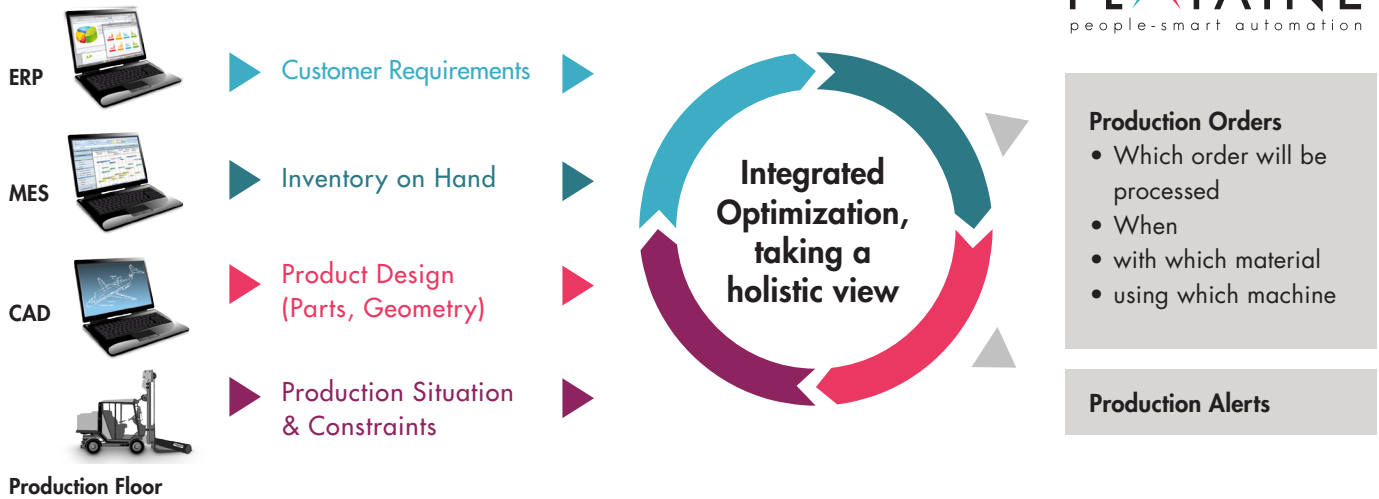 PLATAINE
people-smart automation
ERP
Customer Requirements
MES
Inventory on Hand
CAD
Product Design
(Parts, Geometry)
Production Situation
& Constraints
Production Floor
Integrated
Optimization,
taking a
holistic view
Production Orders
• Which order will be
processed
• When
• with which material
• using which machine
Production Alerts